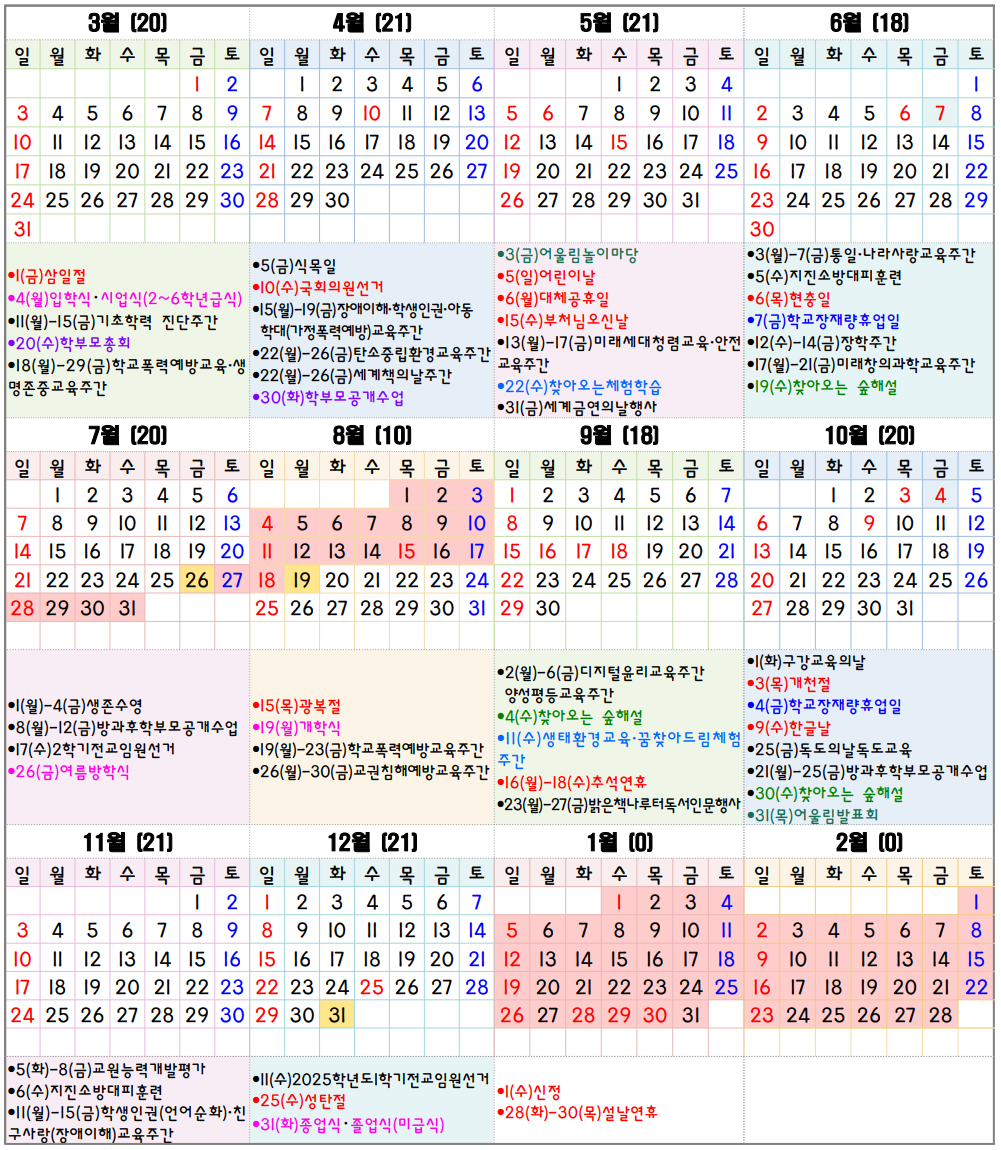 3월 (20) 4월 (21) 5월 (21) 6월 (18)
일 월 화 수 목 금 토 일 월 화 수 목 금 토 일 월 화 수 목 금 토 일 월 화 수 목 금 토
1 2 1 2 3 4 5 6 1 2 3 4 1
3 4 5 6 7 8 9 7 8 9 10 11 12 13 5 6 7 8 9 10 11 2 3 4 5 6 7 8
10 11 12 13 14 15 16 14 15 16 17 18 19 20 12 13 14 15 16 17 18 9 10 11 12 13 14 15
17 18 19 20 21 22 23 21 22 23 24 25 26 27 19 20 21 22 23 24 25 16 17 18 19 20 21 22
24 25 26 27 28 29 30 28 29 30 26 27 28 29 30 31 23 24 25 26 27 28 29
31 30
●1(금)삼일절
●4(월)입학식·시업식(2~6학년급식)
●11(월)-15(금)기초학력 진단주간
●20(수)학부모총회
●18(월)-29(금)학교폭력예방교육·생
명존중교육주간
●5(금)식목일
●10(수)국회의원선거
●15(월)-19(금)장애이해·학생인권·아동
학대(가정폭력예방)교육주간
●22(월)-26(금)탄소중립환경교육주간
●22(월)-26(금)세계책의날주간
●30(화)학부모공개수업
●3(금)어울림놀이마당
●5(일)어린이날
●6(월)대체공휴일
●15(수)부처님오신날
●13(월)-17(금)미래세대청렴교육·안전
교육주간
●22(수)찾아오는체험학습
●31(금)세계금연의날행사
●3(월)-7(금)통일·나라사랑교육주간
●5(수)지진소방대피훈련
●6(목)현충일
●7(금)학교장재량휴업일
●12(수)-14(금)장학주간
●17(월)-21(금)미래창의과학교육주간
●19(수)찾아오는 숲해설
7월 (20) 8월 (10) 9월 (18) 10월 (20)
일 월 화 수 목 금 토 일 월 화 수 목 금 토 일 월 화 수 목 금 토 일 월 화 수 목 금 토
1 2 3 4 5 6 1 2 3 1 2 3 4 5 6 7 1 2 3 4 5
7 8 9 10 11 12 13 4 5 6 7 8 9 10 8 9 10 11 12 13 14 6 7 8 9 10 11 12
14 15 16 17 18 19 20 11 12 13 14 15 16 17 15 16 17 18 19 20 21 13 14 15 16 17 18 19
21 22 23 24 25 26 27 18 19 20 21 22 23 24 22 23 24 25 26 27 28 20 21 22 23 24 25 26
28 29 30 31 25 26 27 28 29 30 31 29 30 27 28 29 30 31
●1(월)-4(금)생존수영
●8(월)-12(금)방과후학부모공개수업
●17(수)2학기전교임원선거
●26(금)여름방학식
●15(목)광복절
●19(월)개학식
●19(월)-23(금)학교폭력예방교육주간
●26(월)-30(금)교권침해예방교육주간
●2(월)-6(금)디지털윤리교육주간
양성평등교육주간
●4(수)찾아오는 숲해설
●11(수)생태환경교육·꿈찾아드림체험
주간
●16(월)-18(수)추석연휴
●23(월)-27(금)밝은책나루터독서인문행사
●1(화)구강교육의날
●3(목)개천절
●4(금)학교장재량휴업일
●9(수)한글날
●25(금)독도의날독도교육
●21(월)-25(금)방과후학부모공개수업
●30(수)찾아오는 숲해설
●31(목)어울림발표회
11월 (21) 12월 (21) 1월 (0) 2월 (0)
일 월 화 수 목 금 토 일 월 화 수 목 금 토 일 월 화 수 목 금 토 일 월 화 수 목 금 토
1 2 1 2 3 4 5 6 7 1 2 3 4 1
3 4 5 6 7 8 9 8 9 10 11 12 13 14 5 6 7 8 9 10 11 2 3 4 5 6 7 8
10 11 12 13 14 15 16 15 16 17 18 19 20 21 12 13 14 15 16 17 18 9 10 11 12 13 14 15
17 18 19 20 21 22 23 22 23 24 25 26 27 28 19 20 21 22 23 24 25 16 17 18 19 20 21 22
24 25 26 27 28 29 30 29 30 31 26 27 28 29 30 31 23 24 25 26 27 28
●5(화)-8(금)교원능력개발평가
●6(수)지진소방대피훈련
●11(월)-15(금)학생인권(언어순화)·친
구사랑(장애이해)교육주간
●11(수)2025학년도1학기전교임원선거
●25(수)성탄절
●31(화)종업식·졸업식(미급식)
●1(수)신정
●28(화)-30(목)설날연휴